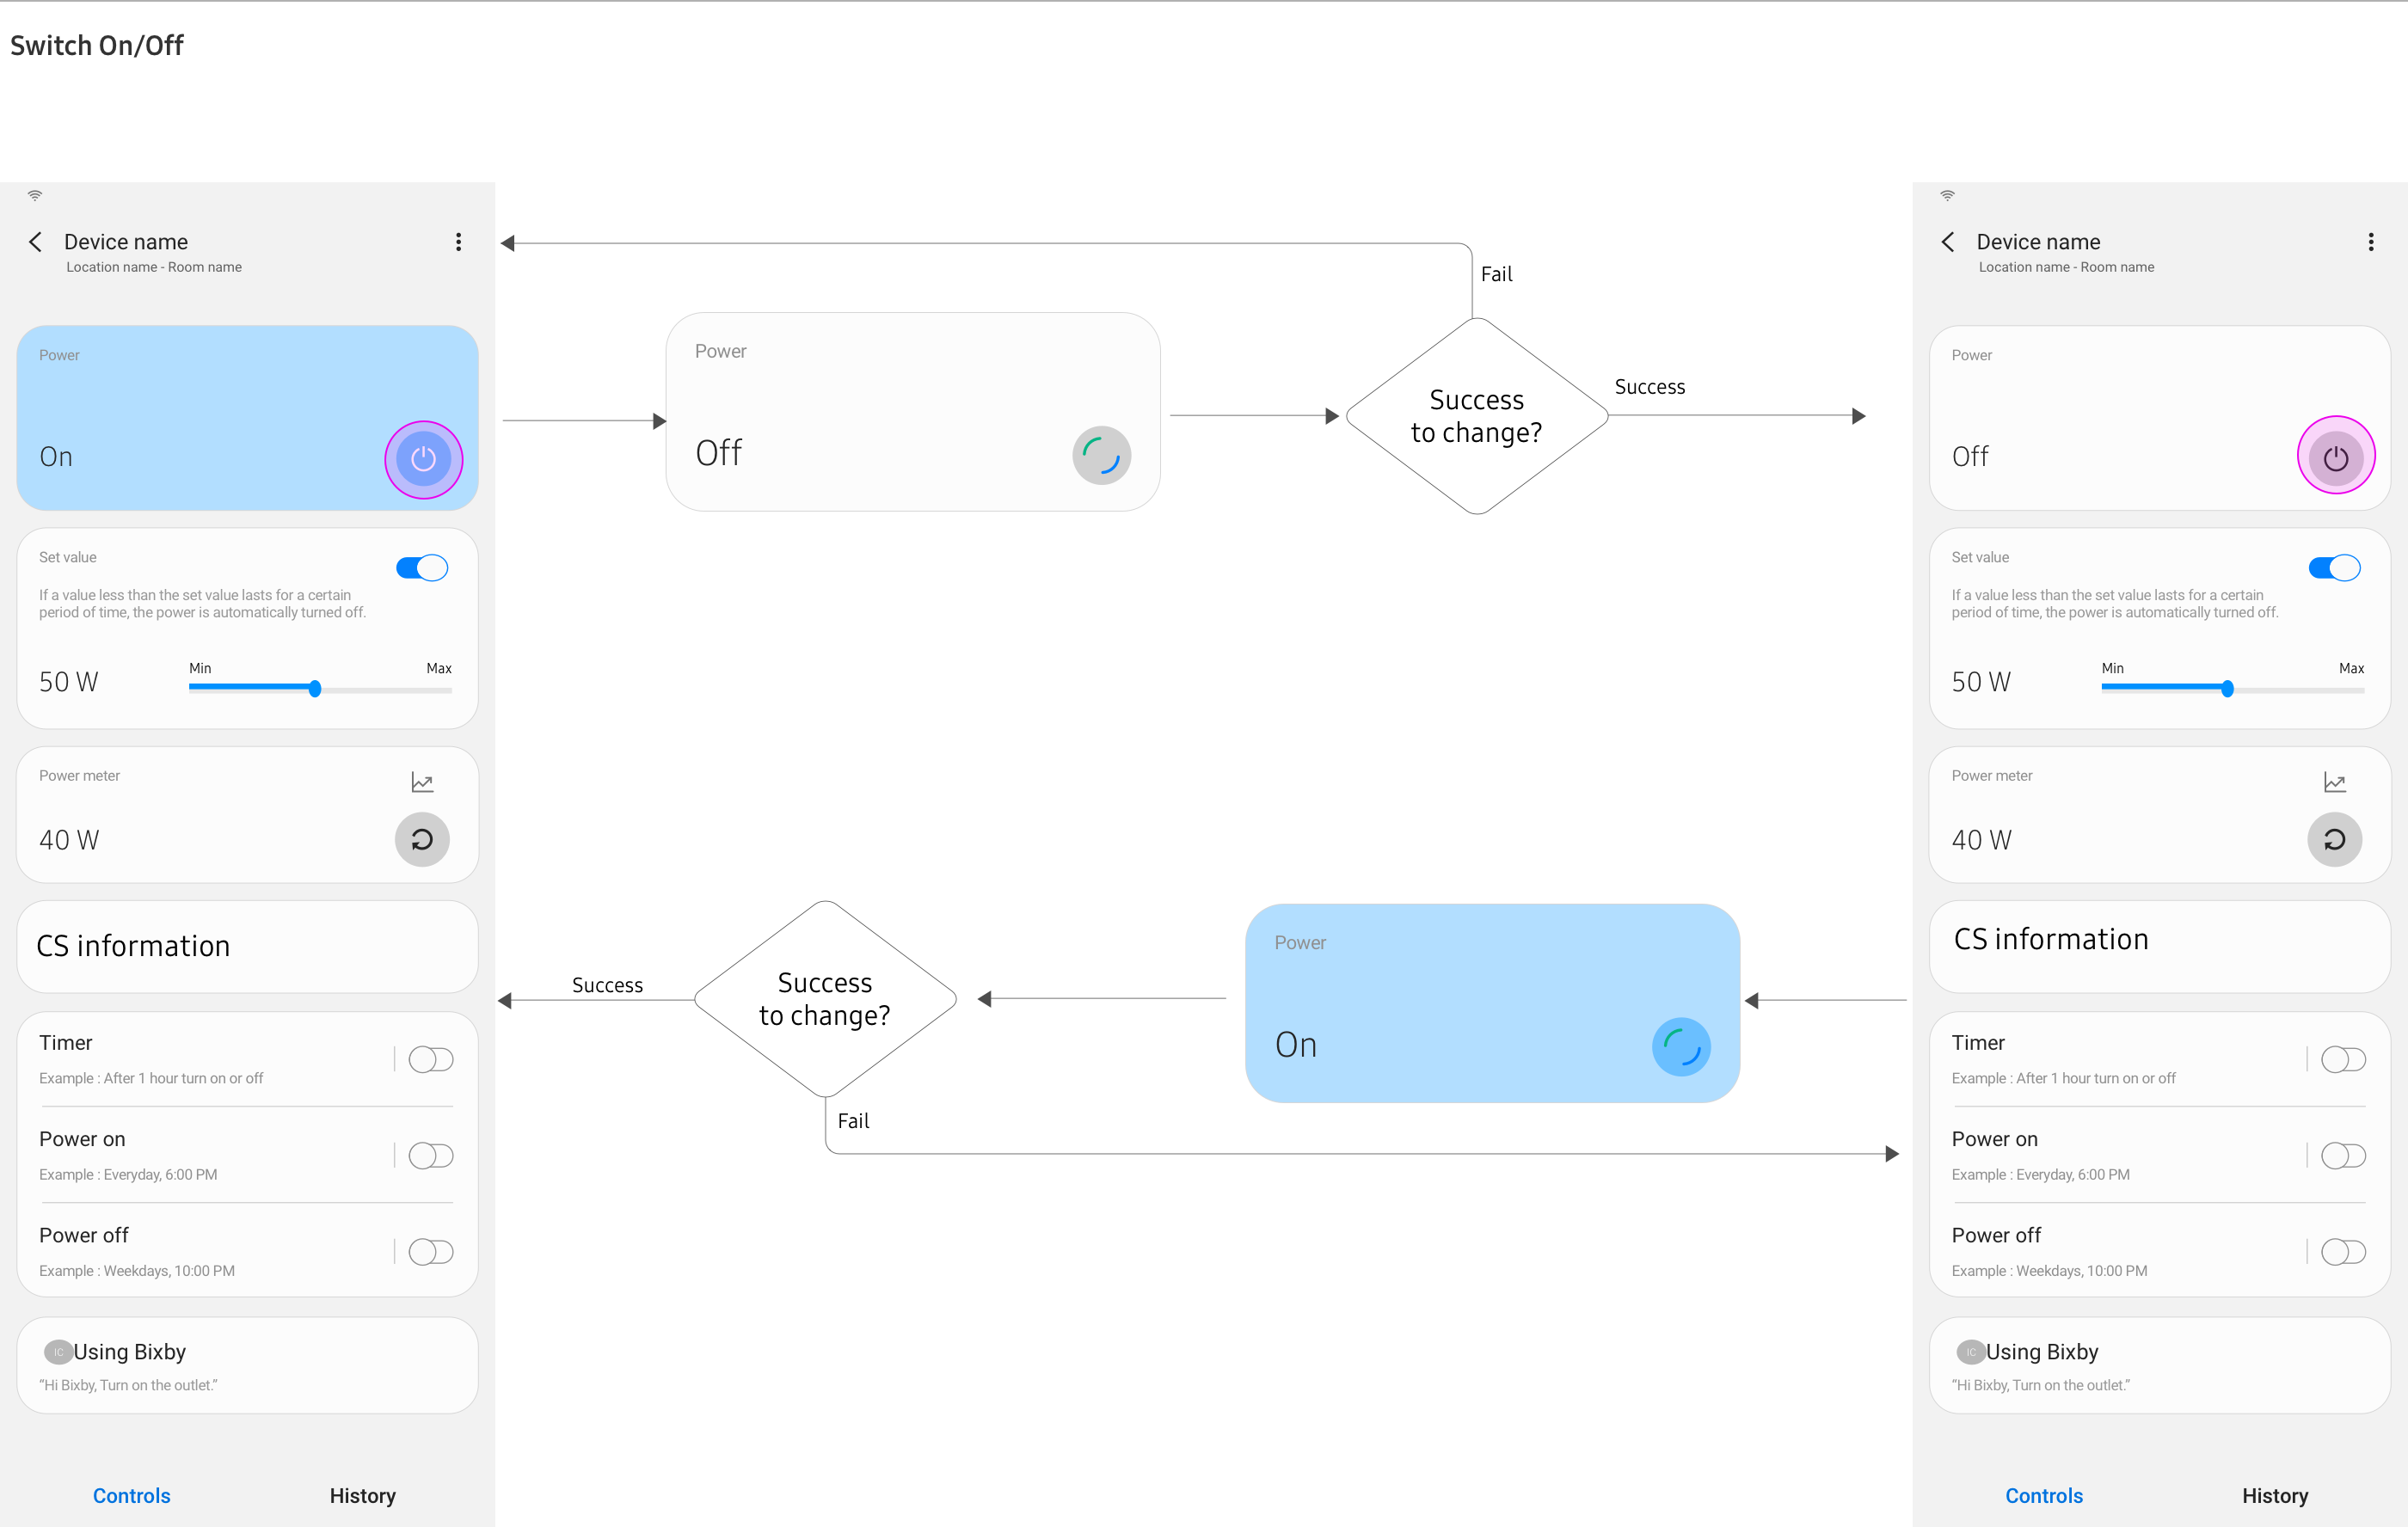 Switch On/Off
Device name
Location name - Room name
Power
On
Set value
If a value less than the set value lasts for a certain
period of time, the power is automatically turned off.
50 W
Min
Max
Power meter
40 W
CS information
Timer
Example : After 1 hour turn on or off
Power on
Example : Everyday, 6:00 PM
Power off
Example : Weekdays, 10:00 PM
IC
Using Bixby
“Hi Bixby, Turn on the outlet.”
Controls
History
Power
Off
Success
to change?
Fail
Success
Power
On
Success
to change?
Success
Fail
Device name
Location name - Room name
Power
Off
Set value
If a value less than the set value lasts for a certain
period of time, the power is automatically turned off.
50 W
Min
Max
Power meter
40 W
CS information
Timer
Example : After 1 hour turn on or off
Power on
Example : Everyday, 6:00 PM
Power off
Example : Weekdays, 10:00 PM
IC
Using Bixby
“Hi Bixby, Turn on the outlet.”
Controls
History